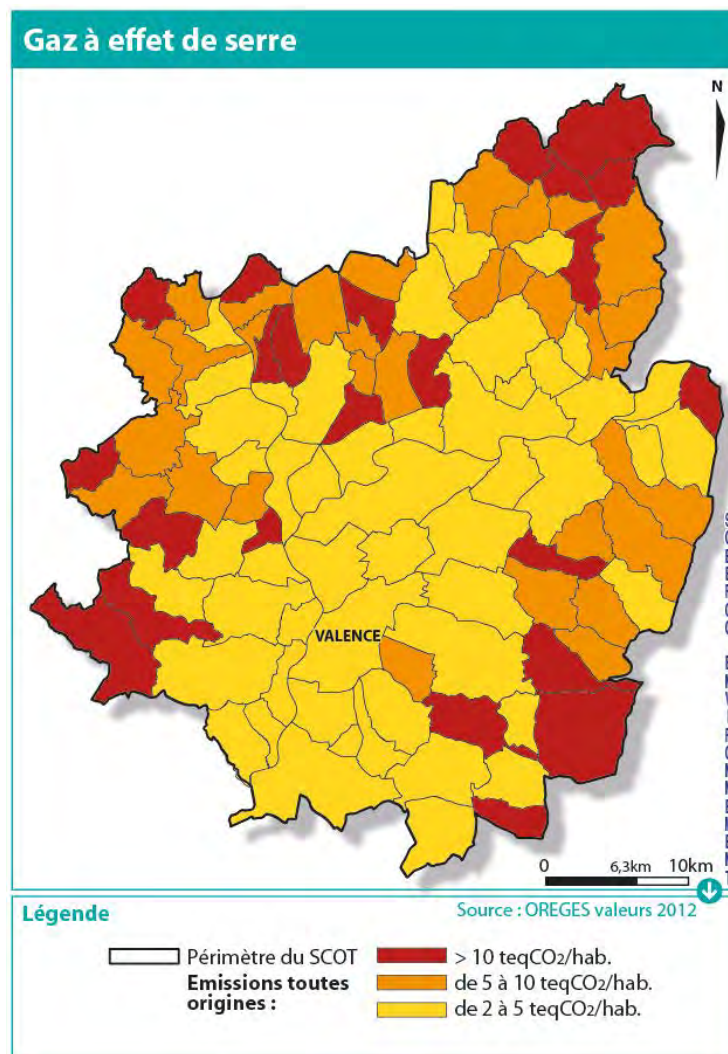 Gaz à effet de serre
N
VALENCE
0 6,3km 10km
Légende
Source : OREGES valeurs 2012
Périmètre du SCOT
Emissions toutes
origines :
> 10 teqCO2/hab.
de 5 à 10 teqCO2/hab.
de 2 à 5 teqCO2/hab.